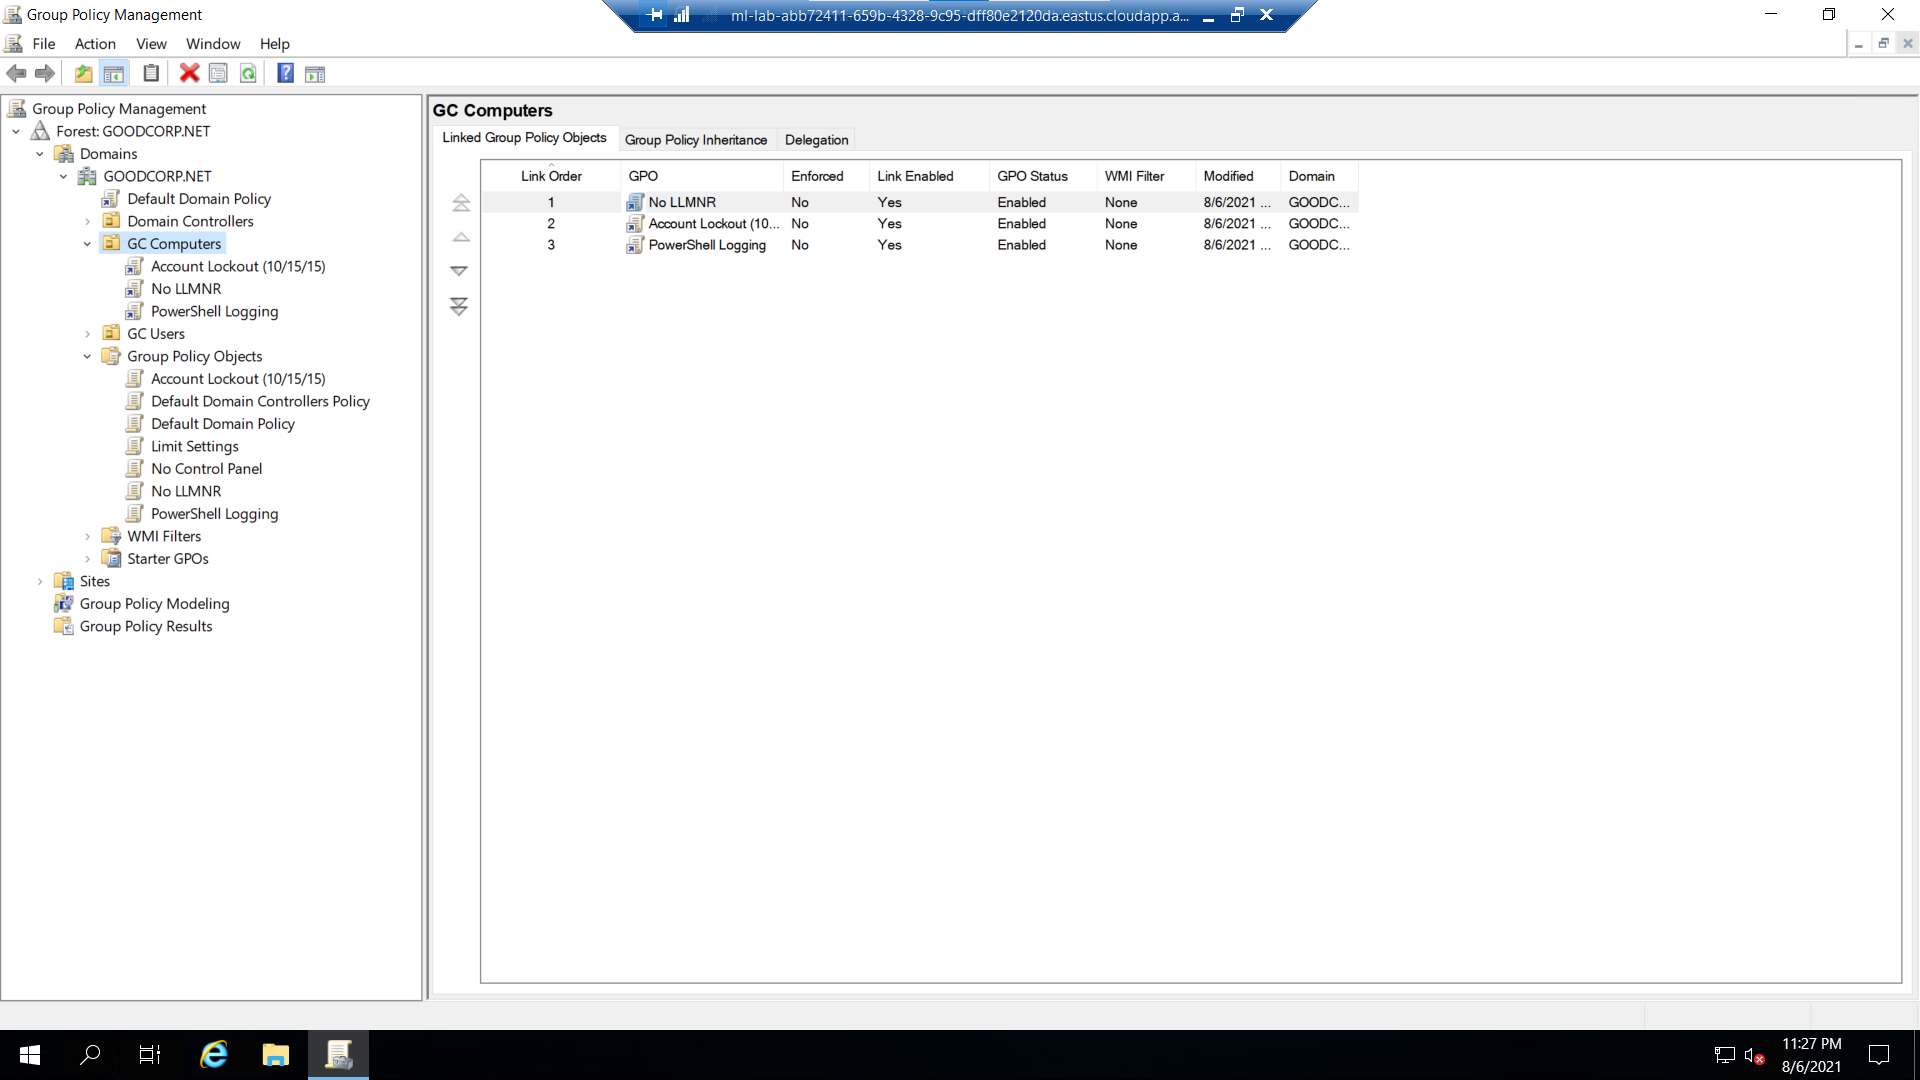 Group Policy Management
ml-lab-abb72411-659b-4328-9c95-dff80e2120da.eastus.cloudapp.a...
File Action View Window Help
Group Policy Management
Forest: GOODCORP.NET
Domains
GOODCORP.NET
Default Domain Policy
Domain Controllers
GC Computers
Account Lockout (10/15/15)
No LLMNR
PowerShell Logging
GC Users
Group Policy Objects
Account Lockout (10/15/15)
Default Domain Controllers Policy
Default Domain Policy
Limit Settings
No Control Panel
No LLMNR
PowerShell Logging
WMI Filters
Starter GPOs
Sites
Group Policy Modeling
Group Policy Results
GC Computers
Linked Group Policy Objects Group Policy Inheritance Delegation
Link Order GPO Enforced Link Enabled GPO Status WMI Filter Modified Domain
1 No LLMNR No Yes Enabled None 8/6/2021 ... GOODC...
2 Account Lockout (10... No Yes Enabled None 8/6/2021 ... GOODC...
3 PowerShell Logging No Yes Enabled None 8/6/2021 ... GOODC...
11:27 PM
8/6/2021